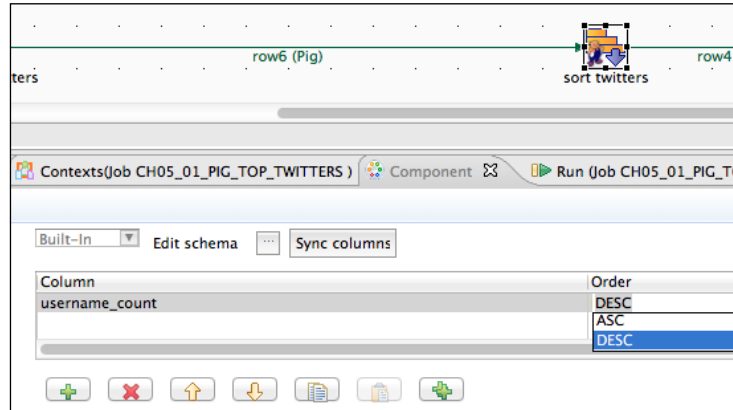 row6 (Pig)
row4
ters
sort twitters
Contexts(Job CH05_01_PIG_TOP_TWITTERS ) Component Run (Job CH05_01_PIG_T
Built-In Edit schema ... Sync columns
Column Order
username_count DESC
ASC
DESC